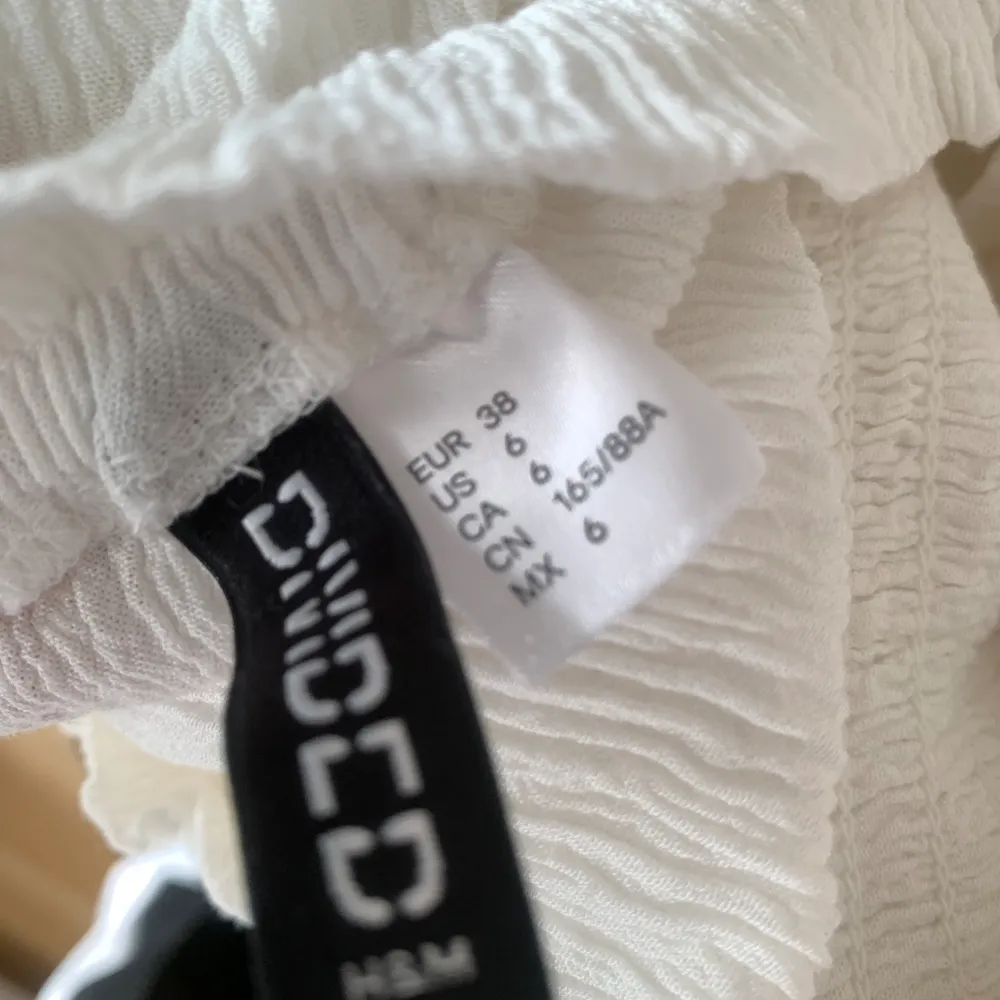 EUR 38
US 6
CA 6
CN 165/88A
MX 6
DIVIDED
H&M